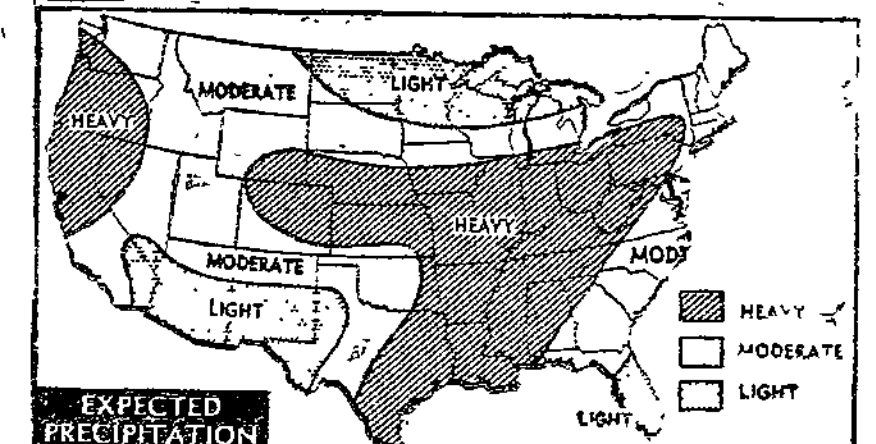 MODERATE
LIGHT
HEAVY
HEAVY
MODT
MODERATE
LIGHT
HEAVY
MODERATE
LIGHT
LIGHT
EXPECTED
PRECIPITATION